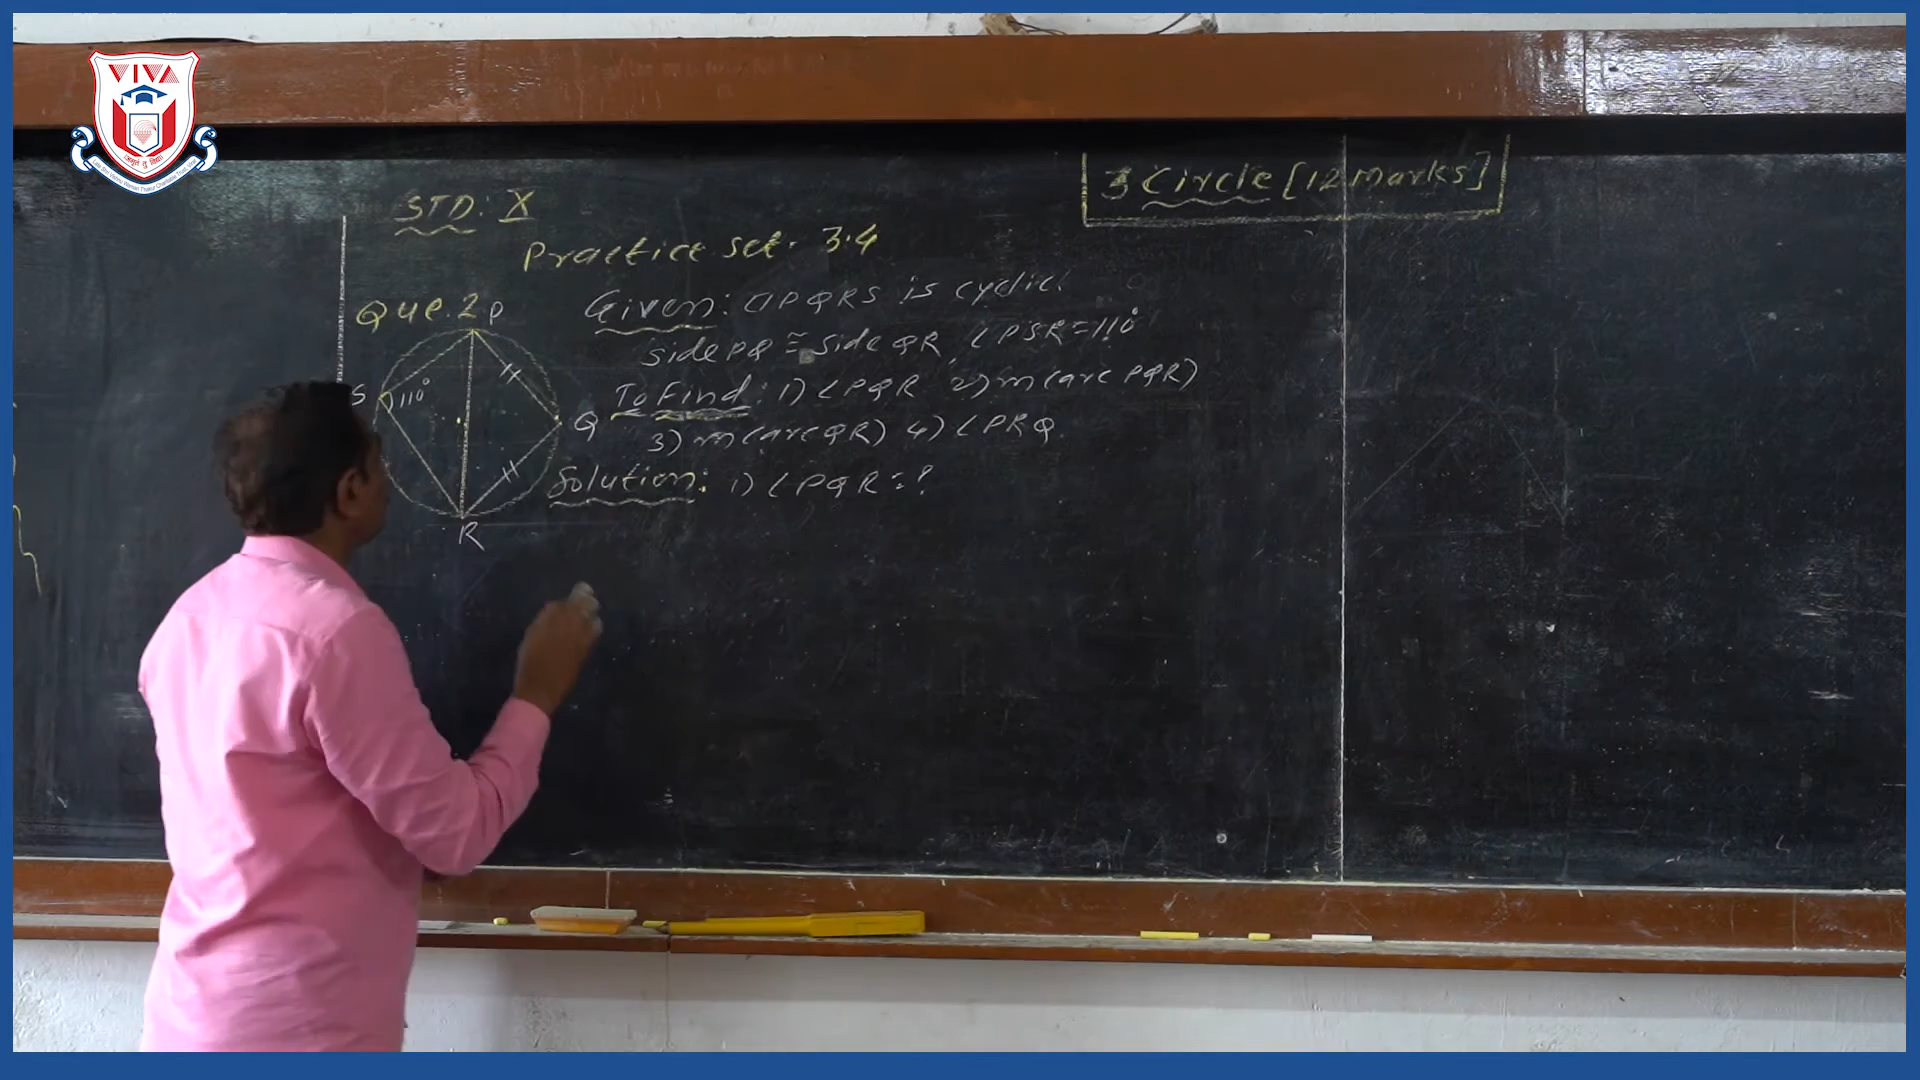 VIVA
STD: X
3 Circle [12 Marks]
Practice set. 3.4
Que.2
Given: □PQRS is cyclic.
side PQ ≅ side QR, ∠PSR = 110°
To Find: 1) ∠PQR 2) m(arc PQR)
3) m(arc QR) 4) ∠PRQ.
Solution: 1) ∠PQR = ?
P
S
110°
Q
R